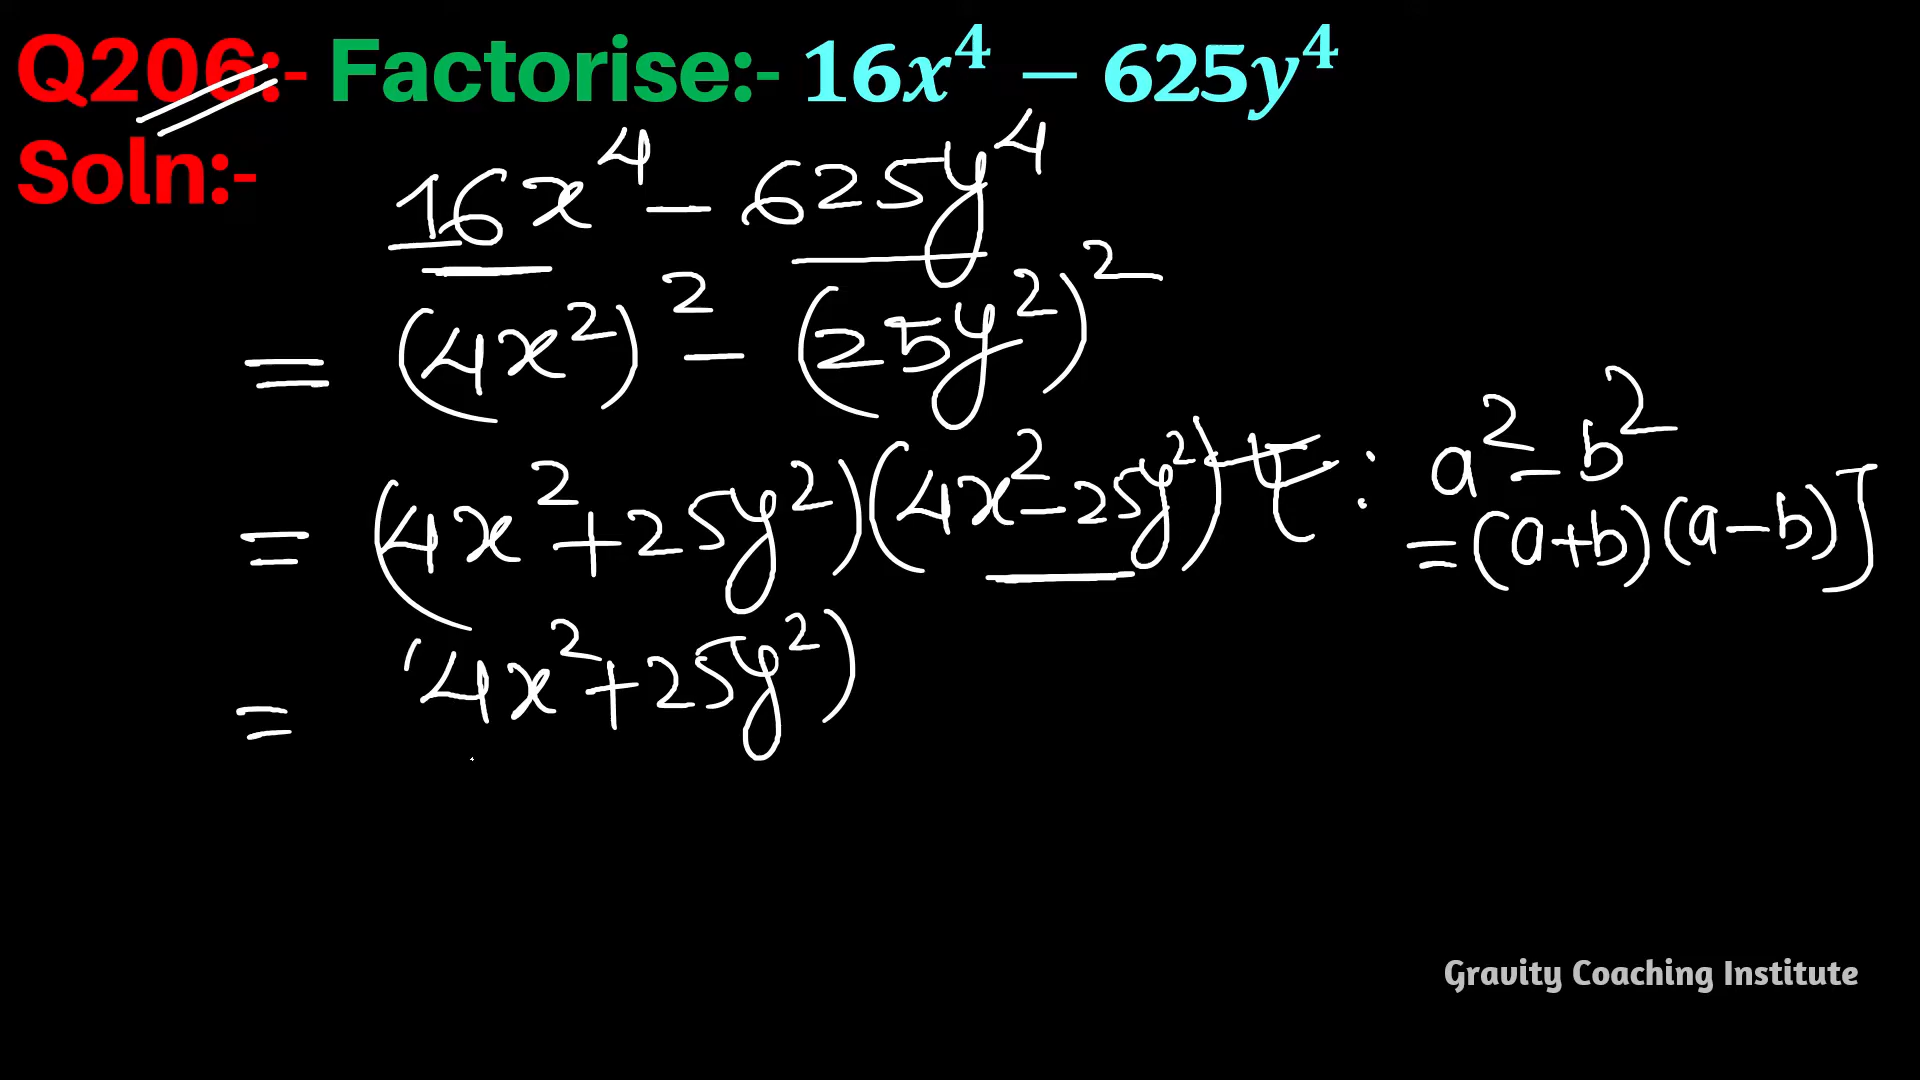 Q206:- Factorise:- 16x⁴ − 625y⁴
Soln:-
16x⁴ − 625y⁴
= (4x²)² − (25y²)²
= (4x²+25y²)(4x²−25y²) [∵ a² − b²
= (a+b)(a−b)]
= (4x²+25y²)
Gravity Coaching Institute